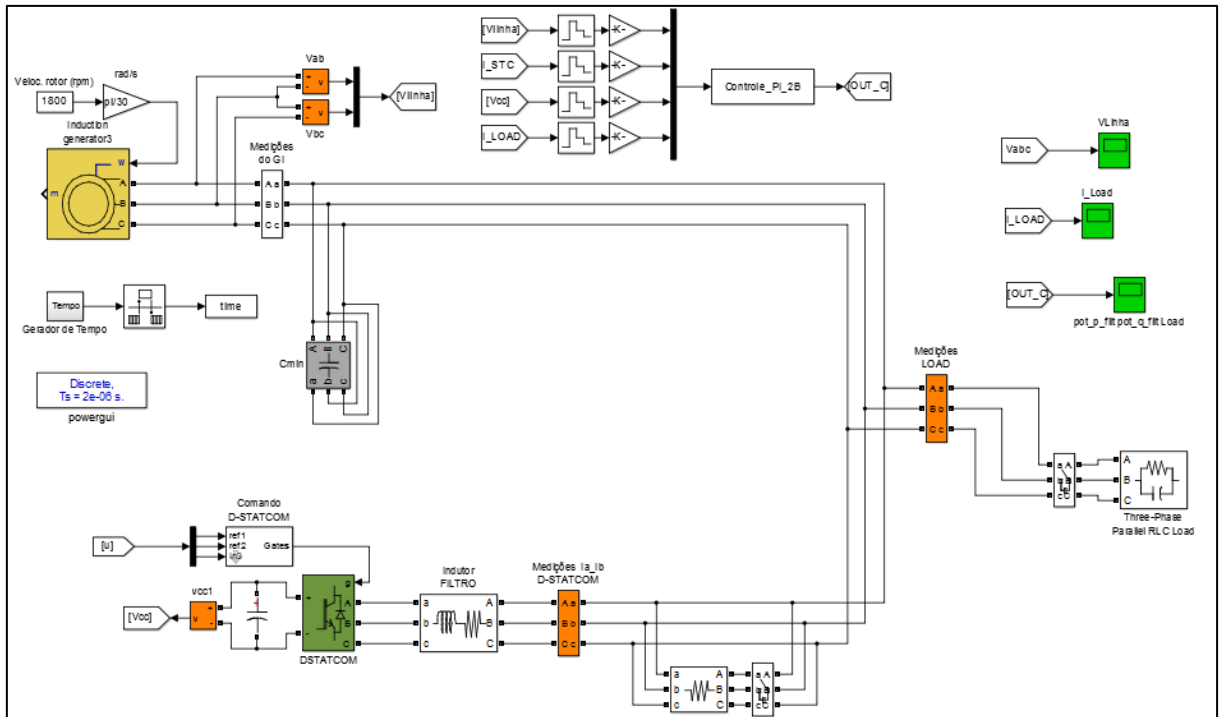 Veloc. rotor (rpm)
rad/s
1800
pi/30
Induction
generator3
w
m
A
B
C
Vab
+
-
v
+
-
v
Vbc
[Vlinha]
Medições
do GI
A a
B b
C c
[Vlinha]
-K-
I_STC
-K-
[Vcc]
-K-
I_LOAD
-K-
Controle_PI_2B
[OUT_C]
VLinha
Vabc
I_Load
I_LOAD
[OUT_C]
pot_p_filt pot_q_filt Load
Tempo
Gerador de Tempo
time
Discrete,
Ts = 2e-06 s.
powergui
Cmin
A B C
a b c
Medições
LOAD
A a
B b
C c
a A
b B
c C
A
B
C
Three-Phase
Parallel RLC Load
Comando
D-STATCOM
[u]
ref1
ref2
Gates
vcc1
[Vcc]
v
+
-
+
+
-
g
A
B
C
DSTATCOM
Indutor
FILTRO
a A
b B
c C
Medições Ia_Ib
D-STATCOM
A a
B b
C c
a A
b B
c C
a A
b B
c C